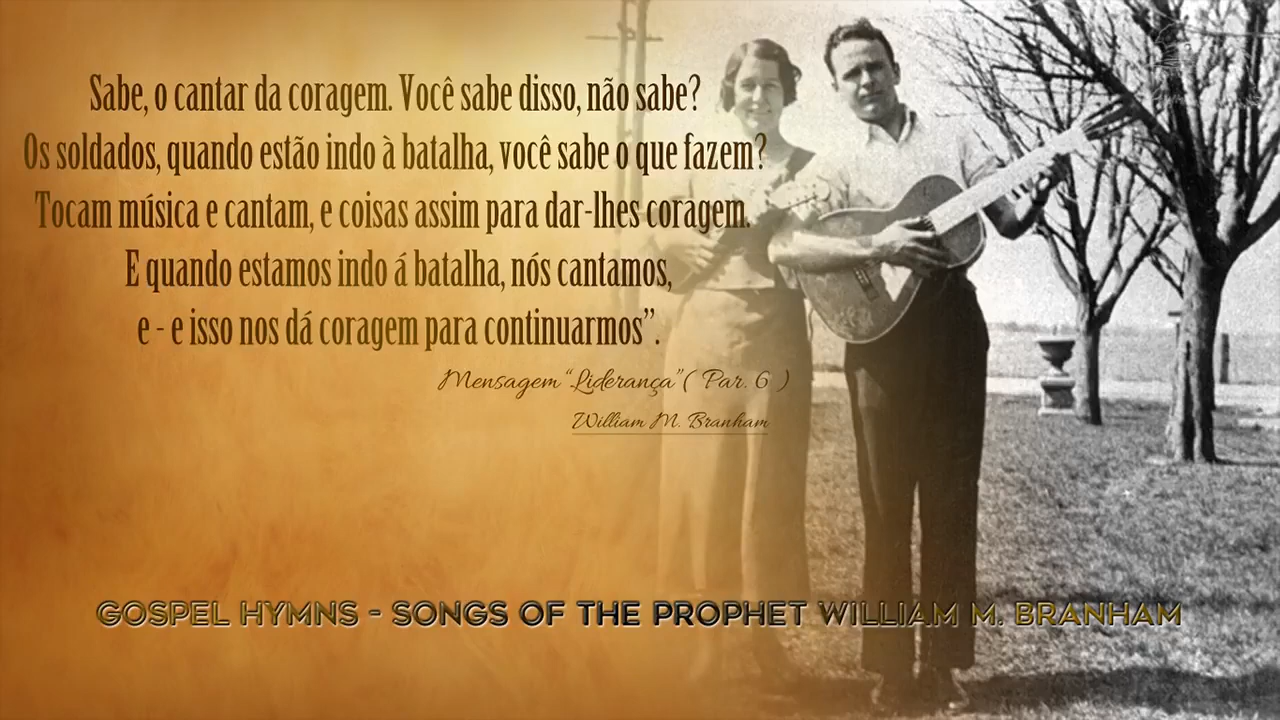 Sabe, o cantar da coragem. Você sabe disso, não sabe?
Os soldados, quando estão indo à batalha, você sabe o que fazem?
Tocam música e cantam, e coisas assim para dar-lhes coragem.
E quando estamos indo á batalha, nós cantamos,
e - e isso nos dá coragem para continuarmos”.
Mensagem “Liderança” ( Par. 6 )
William M. Branham
GOSPEL HYMNS - SONGS OF THE PROPHET WILLIAM M. BRANHAM